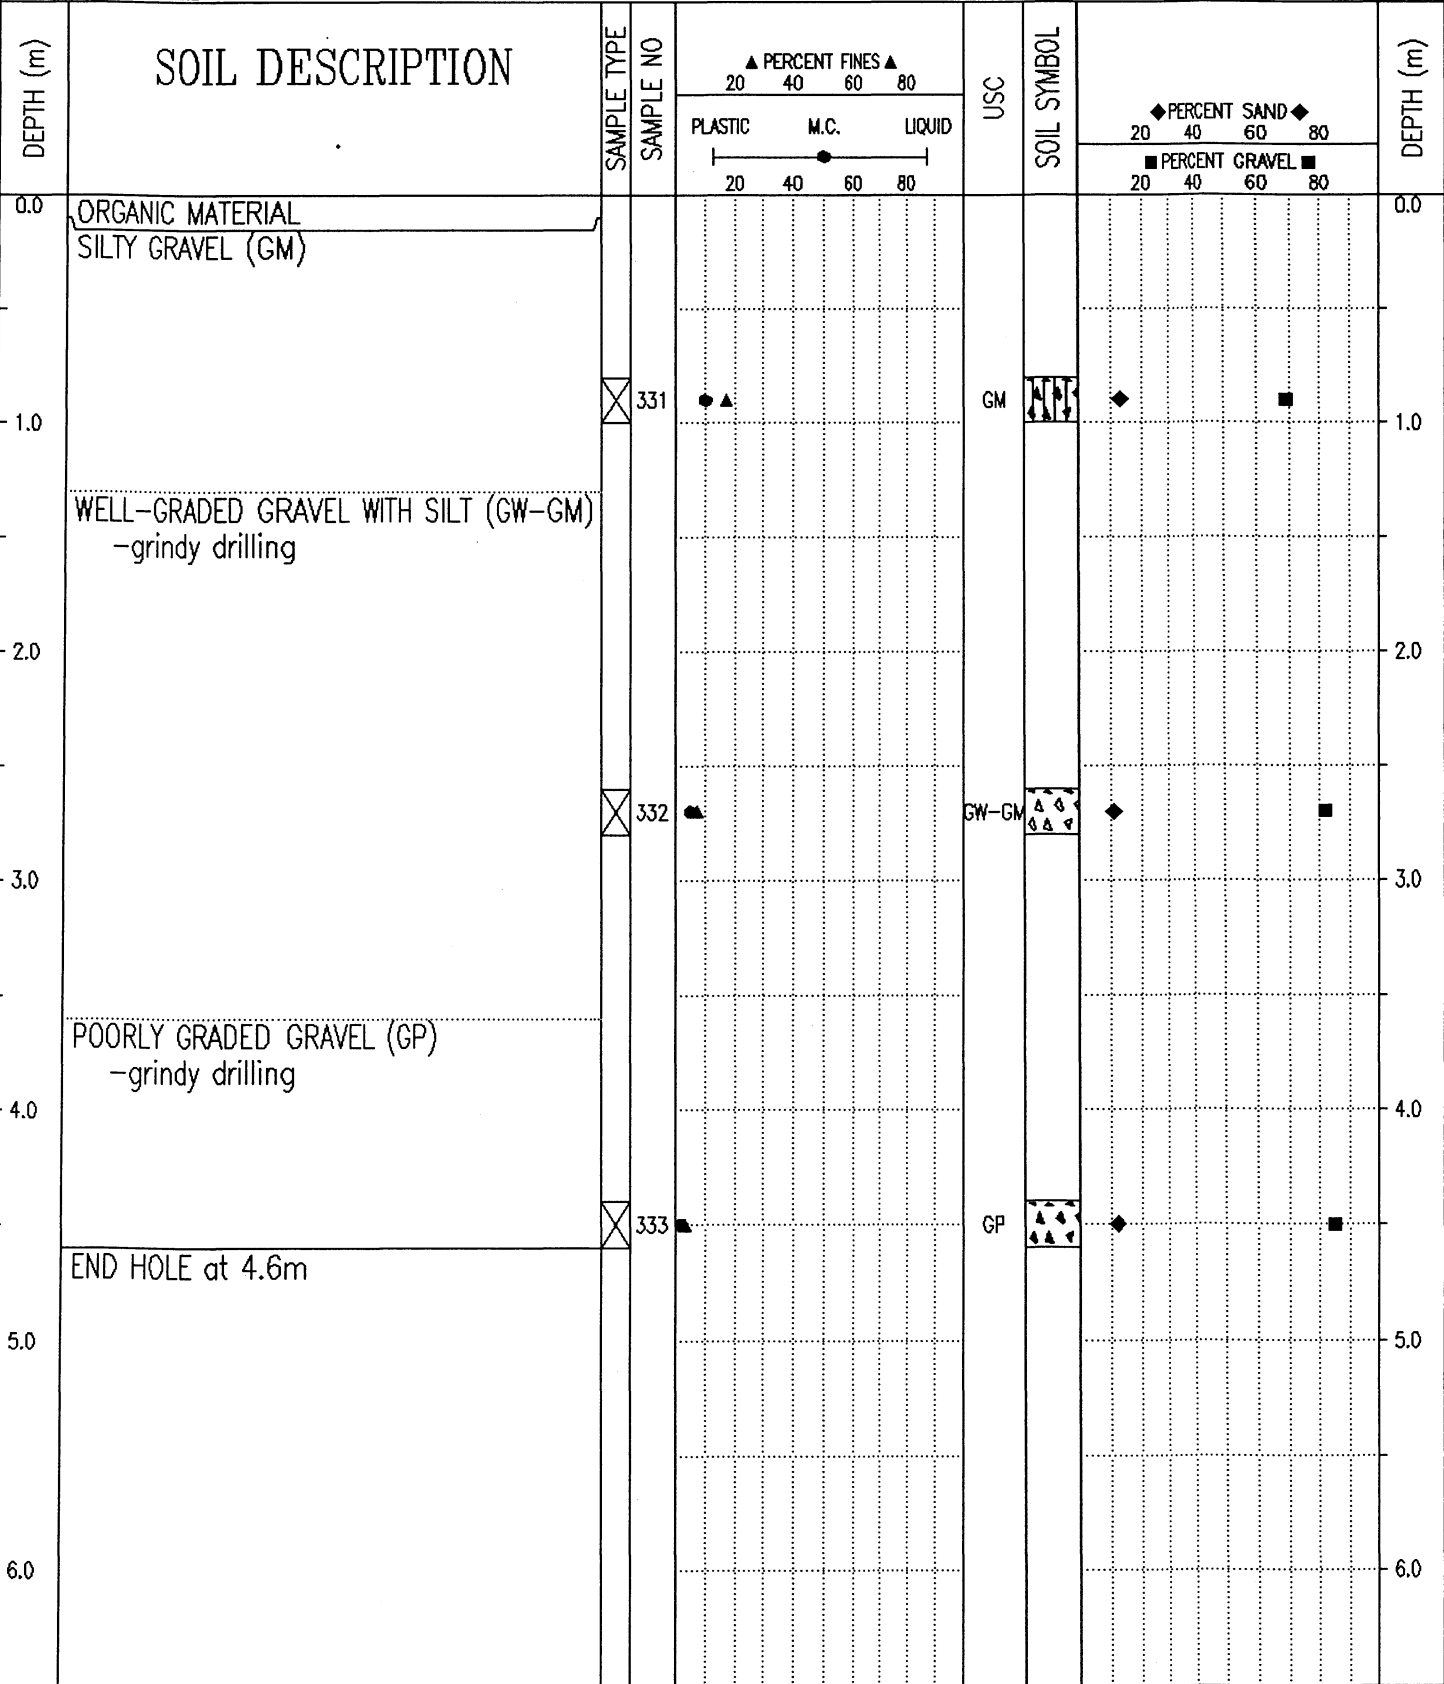 DEPTH (m)
SOIL DESCRIPTION
SAMPLE TYPE
SAMPLE NO
▲ PERCENT FINES ▲
20 40 60 80
PLASTIC M.C. LIQUID
20 40 60 80
USC
SOIL SYMBOL
◆PERCENT SAND◆
20 40 60 80
■PERCENT GRAVEL■
20 40 60 80
DEPTH (m)
0.0 ORGANIC MATERIAL 0.0
SILTY GRAVEL (GM)
331 GM
1.0 1.0
WELL-GRADED GRAVEL WITH SILT (GW-GM)
-grindy drilling
2.0 2.0
332 GW-GM
3.0 3.0
POORLY GRADED GRAVEL (GP)
-grindy drilling
4.0 4.0
333 GP
END HOLE at 4.6m
5.0 5.0
6.0 6.0